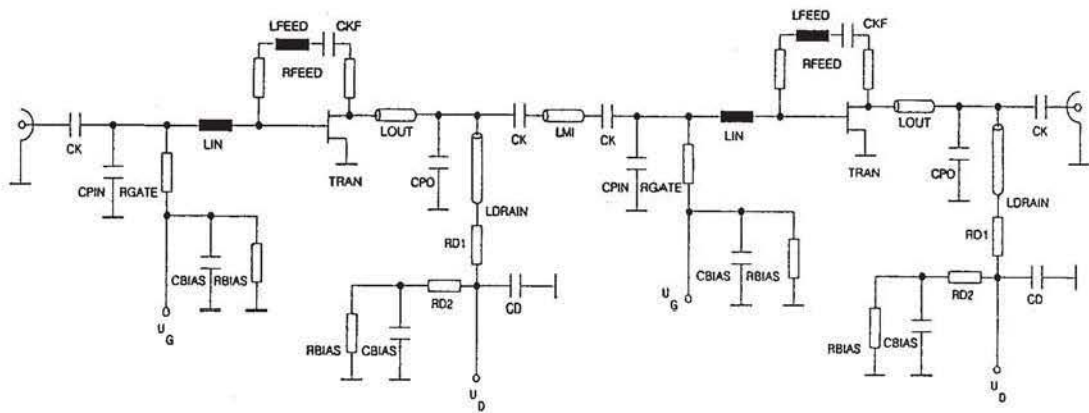 LFEED
CKF
RFEED
CK
LIN
LOUT
CPIN
RGATE
TRAN
CPO
CK
LMI
CK
LDRAIN
RD1
CBIAS
RBIAS
U
G
RD2
CD
RBIAS
CBIAS
U
D
LFEED
CKF
RFEED
LIN
LOUT
CK
CPIN
RGATE
TRAN
CPO
LDRAIN
RD1
CBIAS
RBIAS
U
G
RD2
CD
RBIAS
CBIAS
U
D